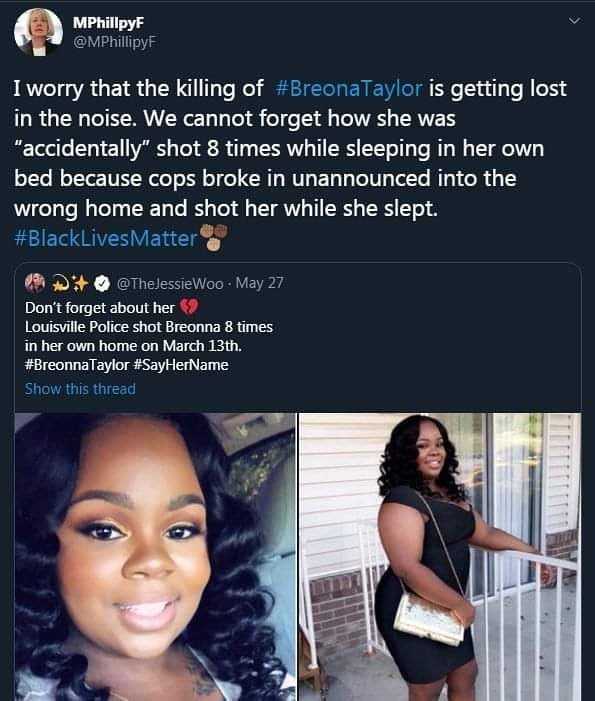 MPhillpyF
@MPhillipyF
I worry that the killing of #BreonaTaylor is getting lost
in the noise. We cannot forget how she was
“accidentally” shot 8 times while sleeping in her own
bed because cops broke in unannounced into the
wrong home and shot her while she slept.
#BlackLivesMatter
@TheJessieWoo · May 27
Don't forget about her 💔
Louisville Police shot Breonna 8 times
in her own home on March 13th.
#BreonnaTaylor #SayHerName
Show this thread